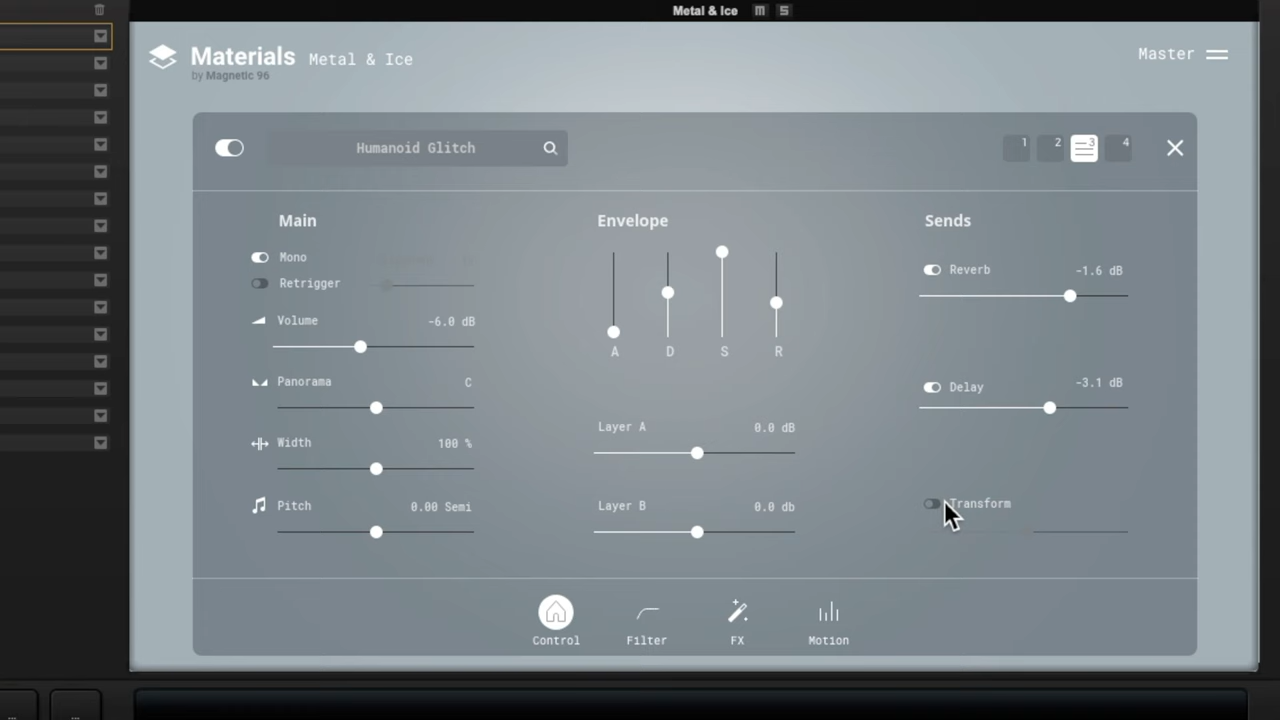 Metal & Ice M S
Materials Metal & Ice
by Magnetic 96
Master
Humanoid Glitch
1 2 3 4
Main
Mono
Retrigger
Volume -6.0 dB
Panorama C
Width 100 %
Pitch 0.00 Semi
Envelope
A D S R
Layer A 0.0 dB
Layer B 0.0 db
Sends
Reverb -1.6 dB
Delay -3.1 dB
Transform
Control Filter FX Motion
... ...